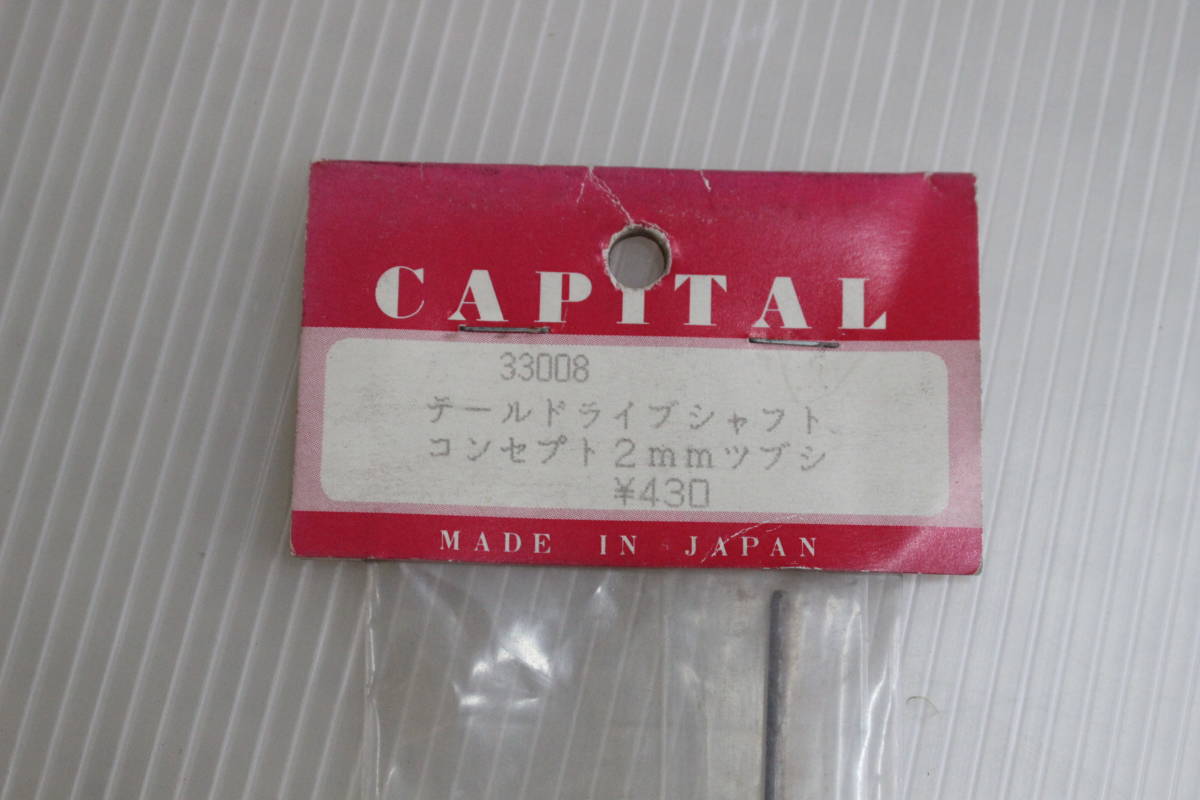 CAPITAL
33008
テールドライブシャフト
コンセプト2mmツブシ
¥430
MADE IN JAPAN